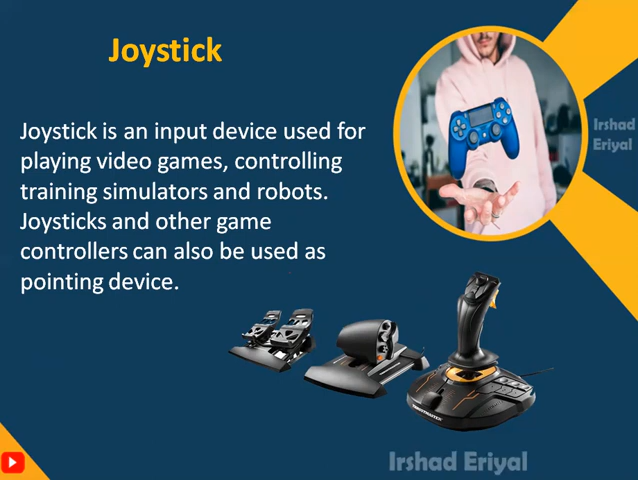 Joystick
Joystick is an input device used for
playing video games, controlling
training simulators and robots.
Joysticks and other game
controllers can also be used as
pointing device.
Irshad
Eriyal
THRUSTMASTER
Irshad Eriyal